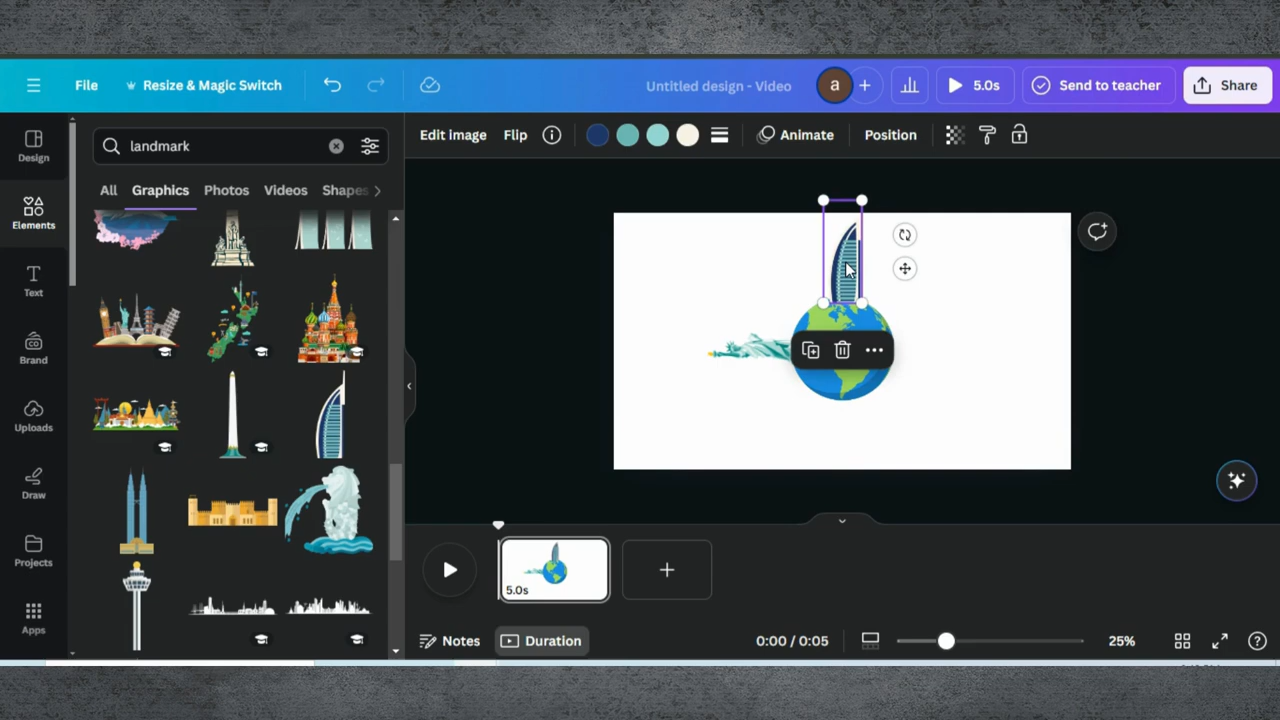 File
Resize & Magic Switch
Untitled design - Video
a
5.0s
Send to teacher
Share
Design
Elements
Text
Brand
Uploads
Draw
Projects
Apps
landmark
All Graphics Photos Videos Shapes
Edit image
Flip
Animate
Position
5.0s
Notes
Duration
0:00 / 0:05
25%